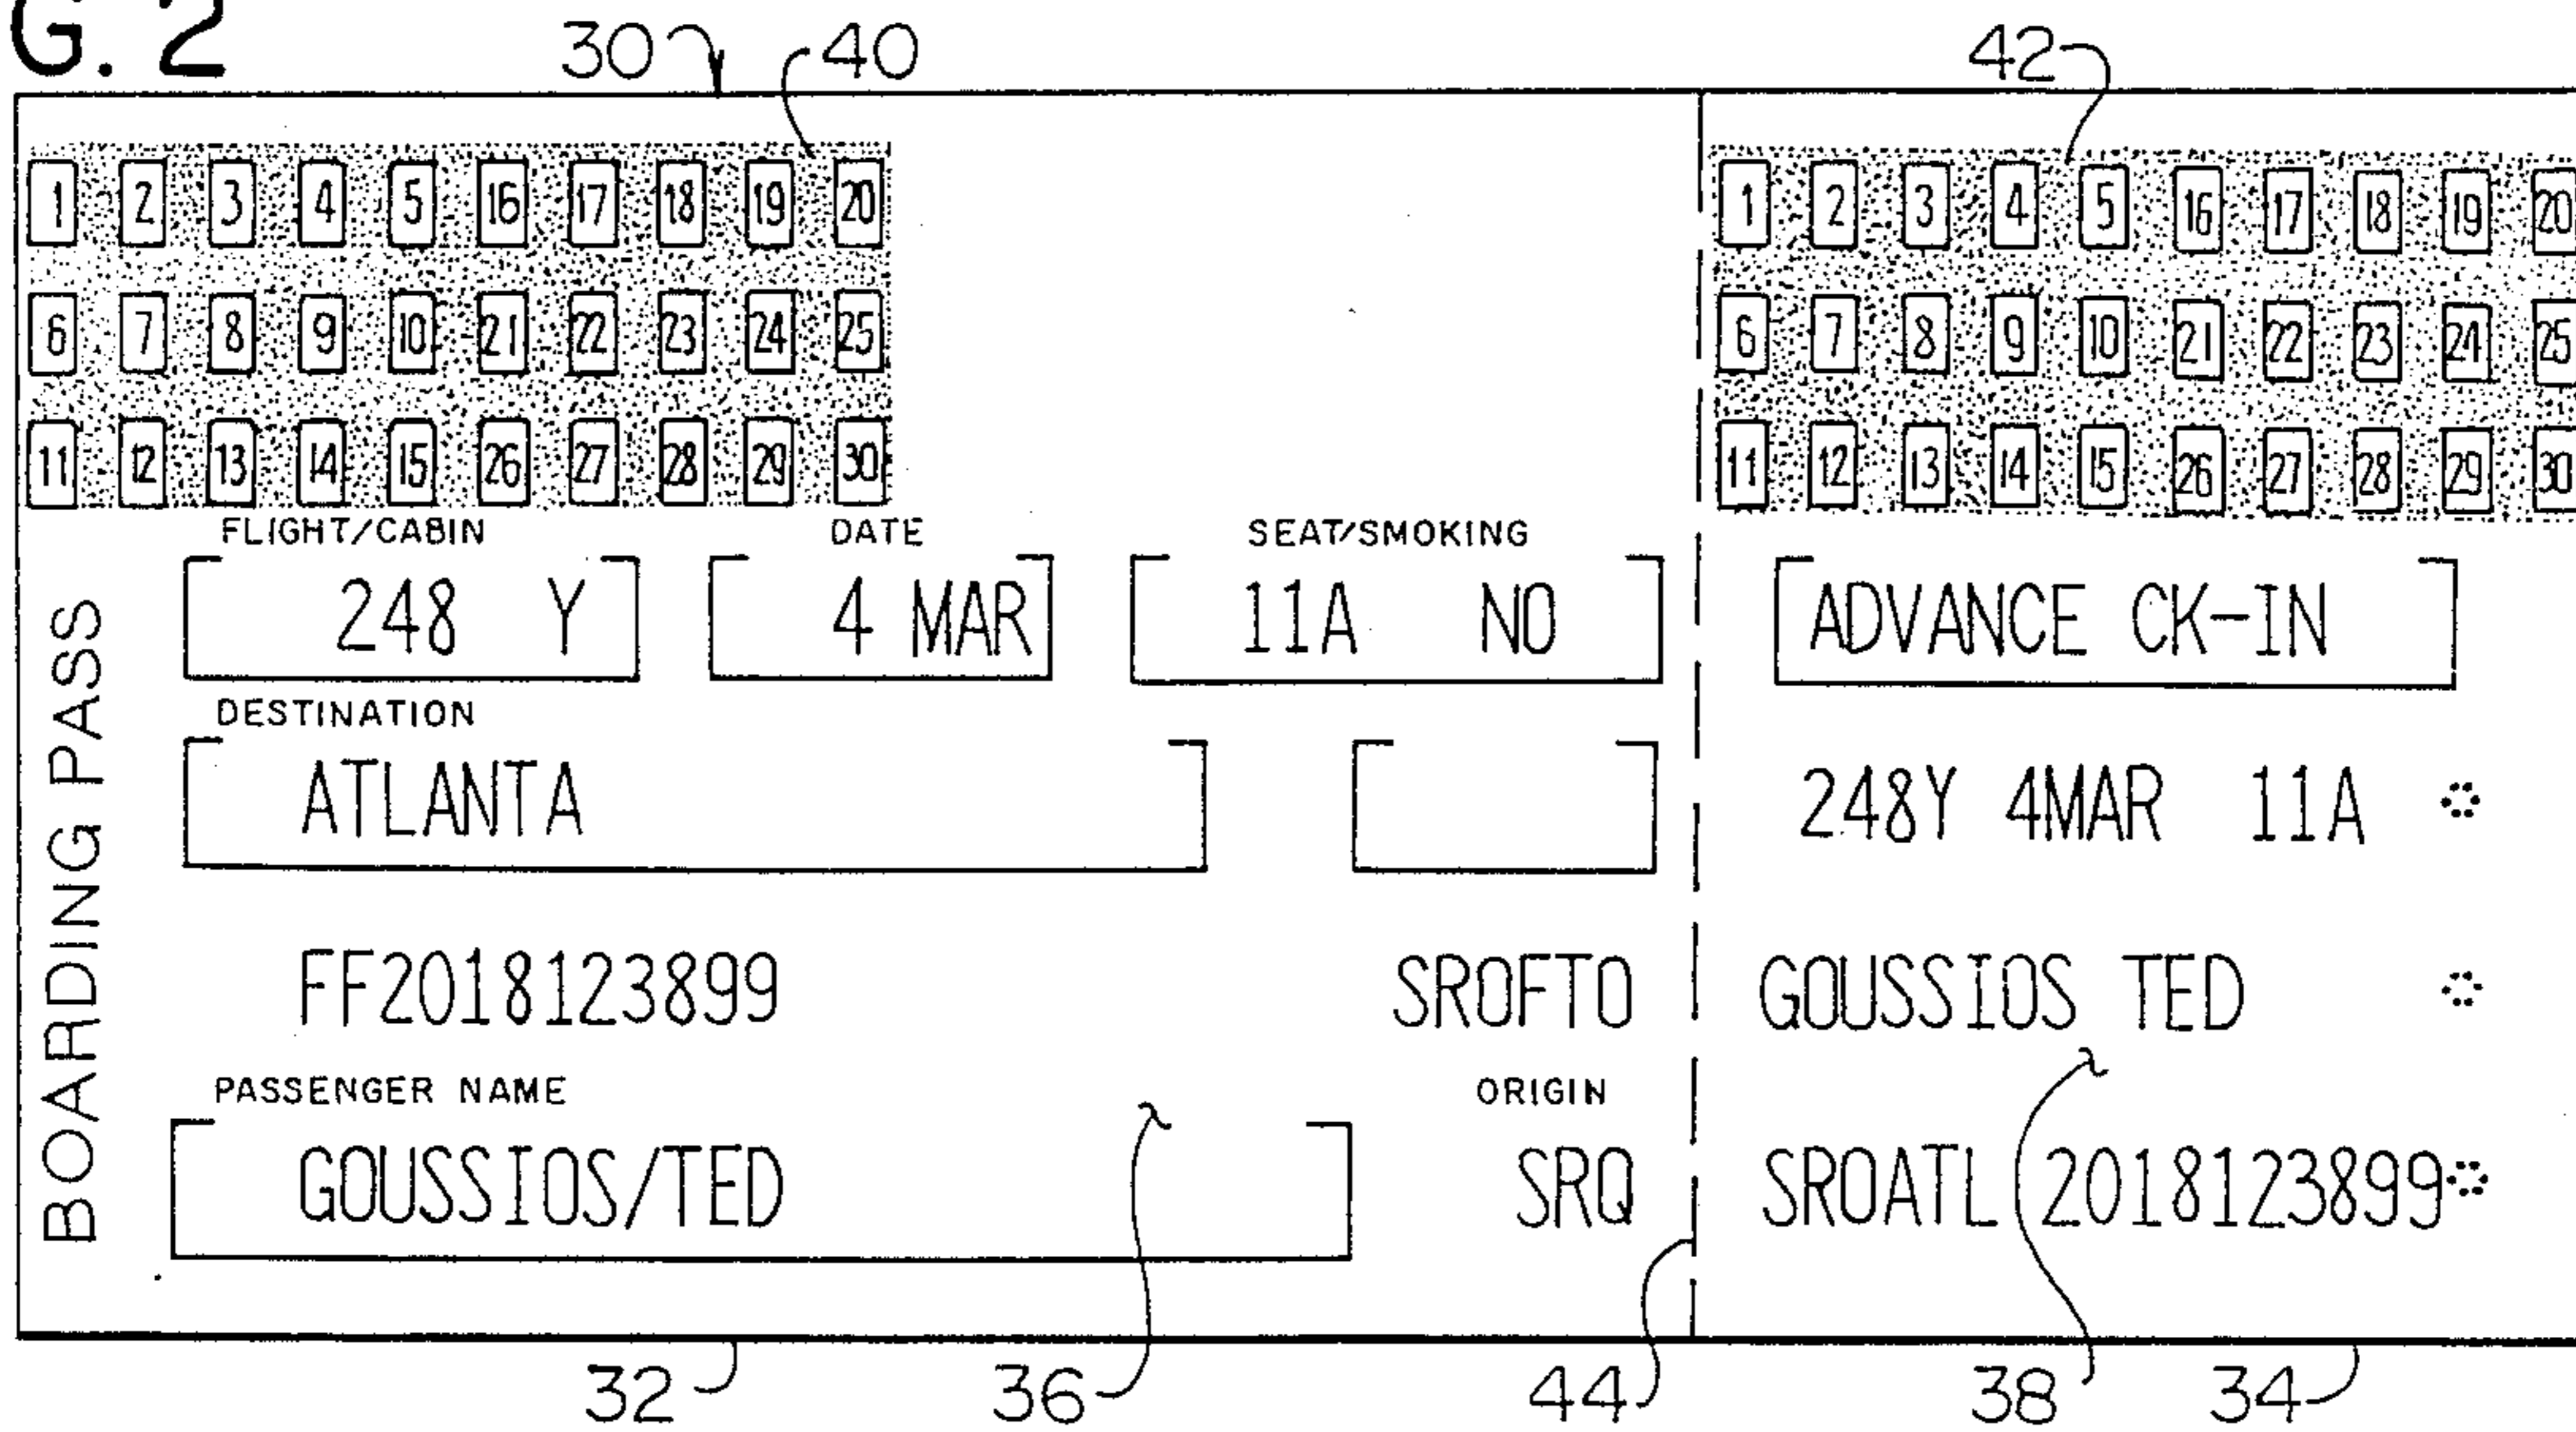 G. 2
30 40 42
1 2 3 4 5 16 17 18 19 20
6 7 8 9 10 21 22 23 24 25
11 12 13 14 15 26 27 28 29 30
1 2 3 4 5 16 17 18 19 20
6 7 8 9 10 21 22 23 24 25
11 12 13 14 15 26 27 28 29 30
BOARDING PASS
FLIGHT/CABIN DATE SEAT/SMOKING
248 Y 4 MAR 11A NO
DESTINATION
ATLANTA
FF2018123899 SROFTO
PASSENGER NAME ORIGIN
GOUSSIOS/TED SRQ
ADVANCE CK-IN
248Y 4MAR 11A
GOUSSIOS TED
SROATL 2018123899
32 36 44 38 34